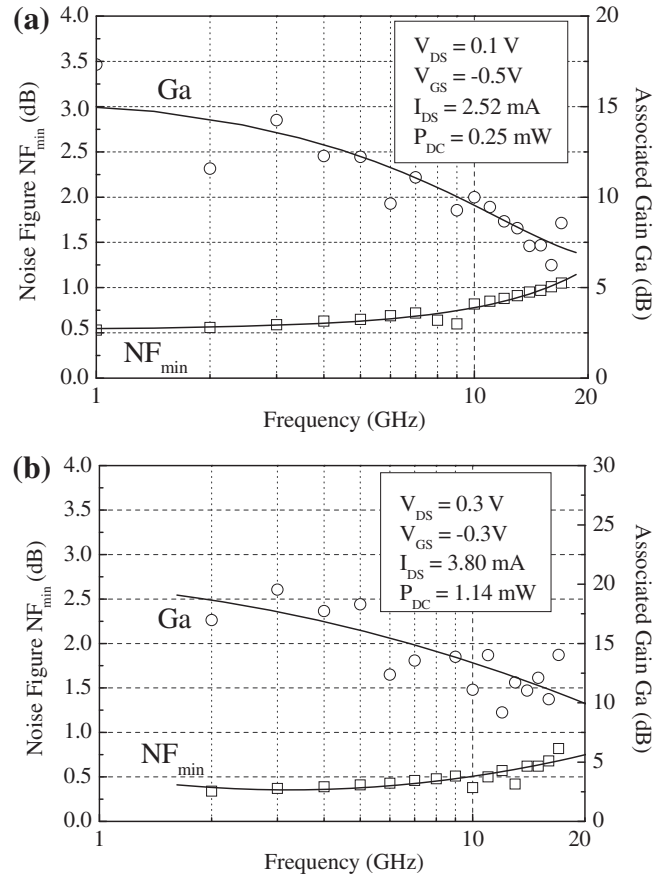 (a)
4.0
3.5
3.0
2.5
2.0
1.5
1.0
0.5
0.0
20
15
10
5
0
Noise Figure NF_min (dB)
Associated Gain Ga (dB)
Ga
NF_min
V_DS = 0.1 V
V_GS = -0.5V
I_DS = 2.52 mA
P_DC = 0.25 mW
1 10 20
Frequency (GHz)
(b)
4.0
3.5
3.0
2.5
2.0
1.5
1.0
0.5
0.0
30
25
20
15
10
5
0
Noise Figure NF_min (dB)
Associated Gain Ga (dB)
Ga
NF_min
V_DS = 0.3 V
V_GS = -0.3V
I_DS = 3.80 mA
P_DC = 1.14 mW
1 10 20
Frequency (GHz)